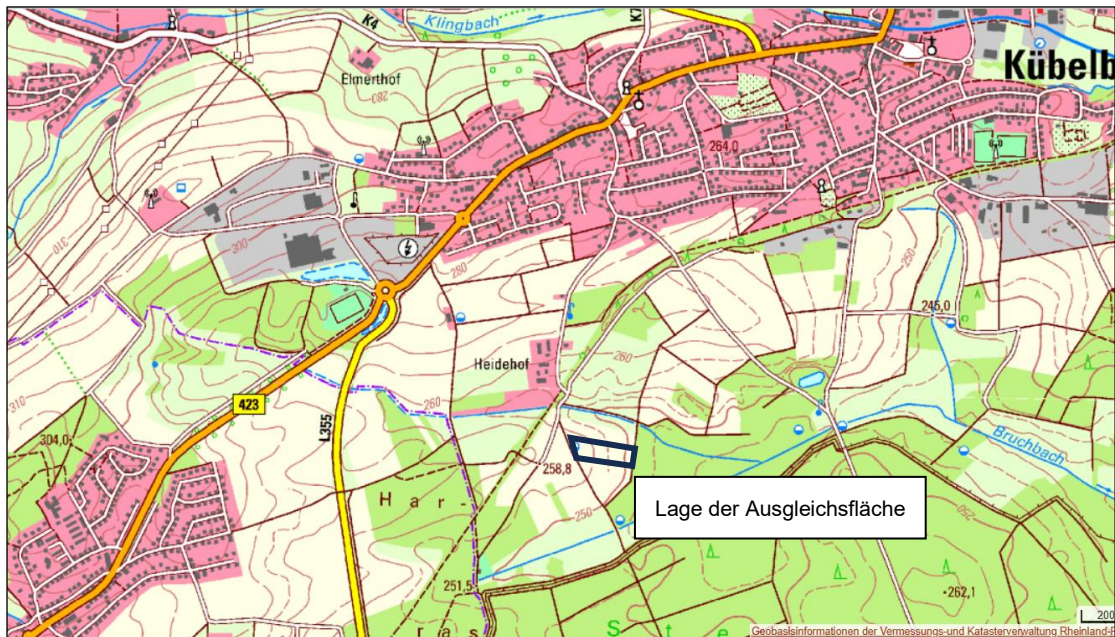 Klingbach
K4
K7
Elmerthof
280
Kübelb
264,0
310
300
280
250
245,0
260
Heidehof
260
310
423
L355
304,0
258,8
Lage der Ausgleichsfläche
Bruchbach
H a r -
250
250
251,5
262,1
r a s
S t e
200
Geobasisinformationen der Vermessungs- und Katasterverwaltung Rheinland-P